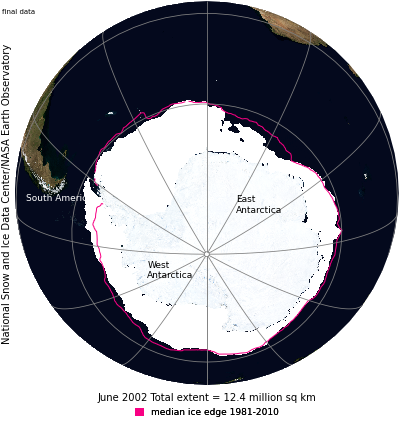 final data
National Snow and Ice Data Center/NASA Earth Observatory
South Americ
East
Antarctica
West
Antarctica
June 2002 Total extent = 12.4 million sq km
median ice edge 1981-2010